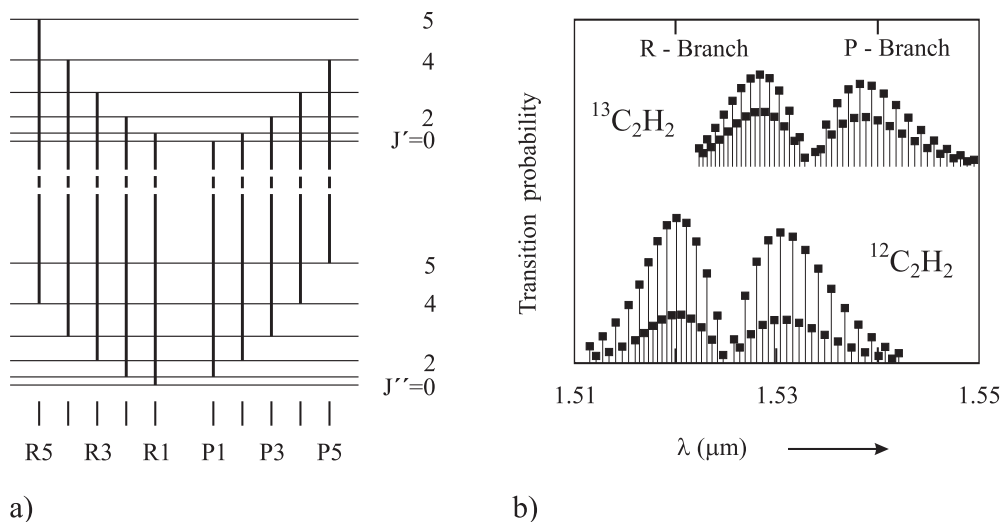 5
4
2
J´=0
5
4
2
J´´=0
R5 R3 R1 P1 P3 P5
a)
R - Branch P - Branch
¹³C₂H₂
¹²C₂H₂
Transition probability
1.51 1.53 1.55
λ (µm)
b)